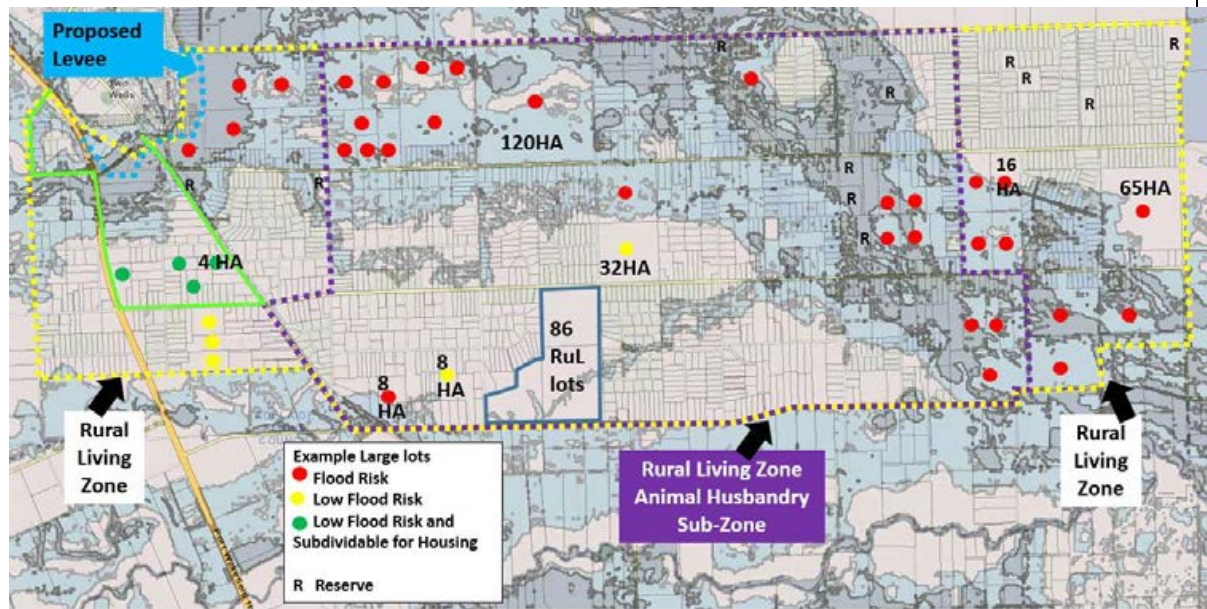 Proposed
Levee
Two
Wells
R
R
R
R
R
R
120HA
R
R
R
R
R
R
16
HA
65HA
4 HA
32HA
86
RuL
lots
8
HA
8
HA
Rural
Living
Zone
Example Large lots
Flood Risk
Low Flood Risk
Low Flood Risk and
Subdividable for Housing
R Reserve
Rural Living Zone
Animal Husbandry
Sub-Zone
Rural
Living
Zone